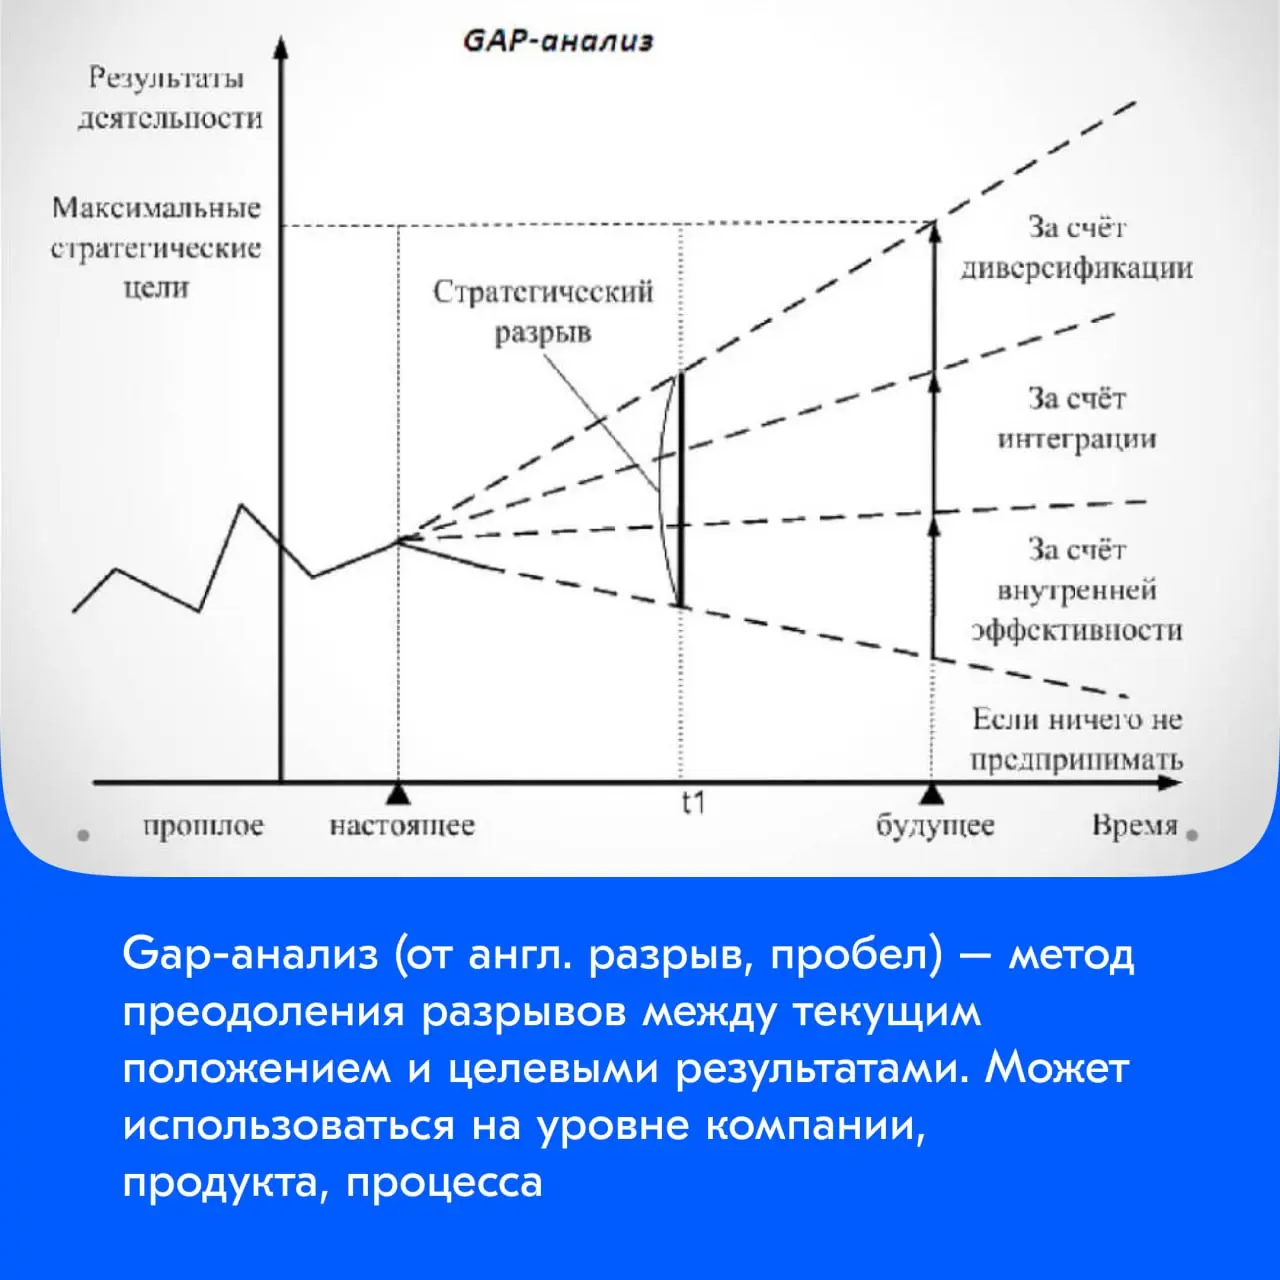 GAP-анализ
Результаты
деятельности
Максимальные
стратегические
цели
Стратегический
разрыв
За счёт
диверсификации
За счёт
интеграции
За счёт
внутренней
эффективности
Если ничего не
предпринимать
t1
прошлое
настоящее
будущее
Время
Gap-анализ (от англ. разрыв, пробел) — метод
преодоления разрывов между текущим
положением и целевыми результатами. Может
использоваться на уровне компании,
продукта, процесса